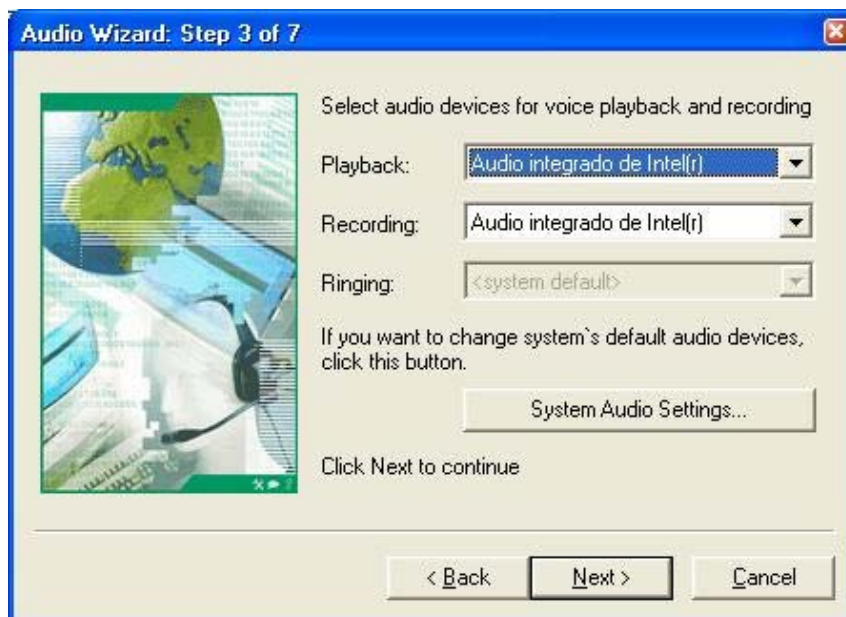 Audio Wizard: Step 3 of 7
Select audio devices for voice playback and recording
Playback: Audio integrado de Intel(r)
Recording: Audio integrado de Intel(r)
Ringing: <system default>
If you want to change system`s default audio devices,
click this button.
System Audio Settings...
Click Next to continue
< Back Next > Cancel